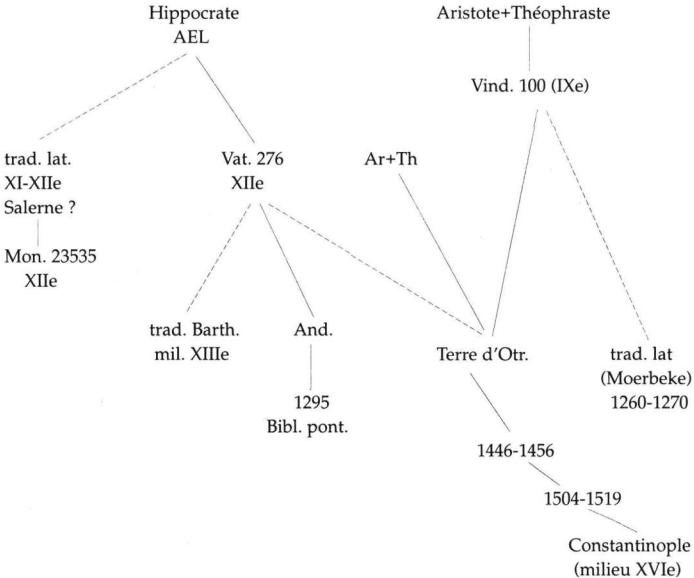 Hippocrate
AEL
Aristote+Théophraste
Vind. 100 (IXe)
trad. lat.
XI-XIIe
Salerne ?
Vat. 276
XIIe
Ar+Th
Mon. 23535
XIIe
trad. Barth.
mil. XIIIe
And.
Terre d'Otr.
trad. lat
(Moerbeke)
1260-1270
1295
Bibl. pont.
1446-1456
1504-1519
Constantinople
(milieu XVIe)